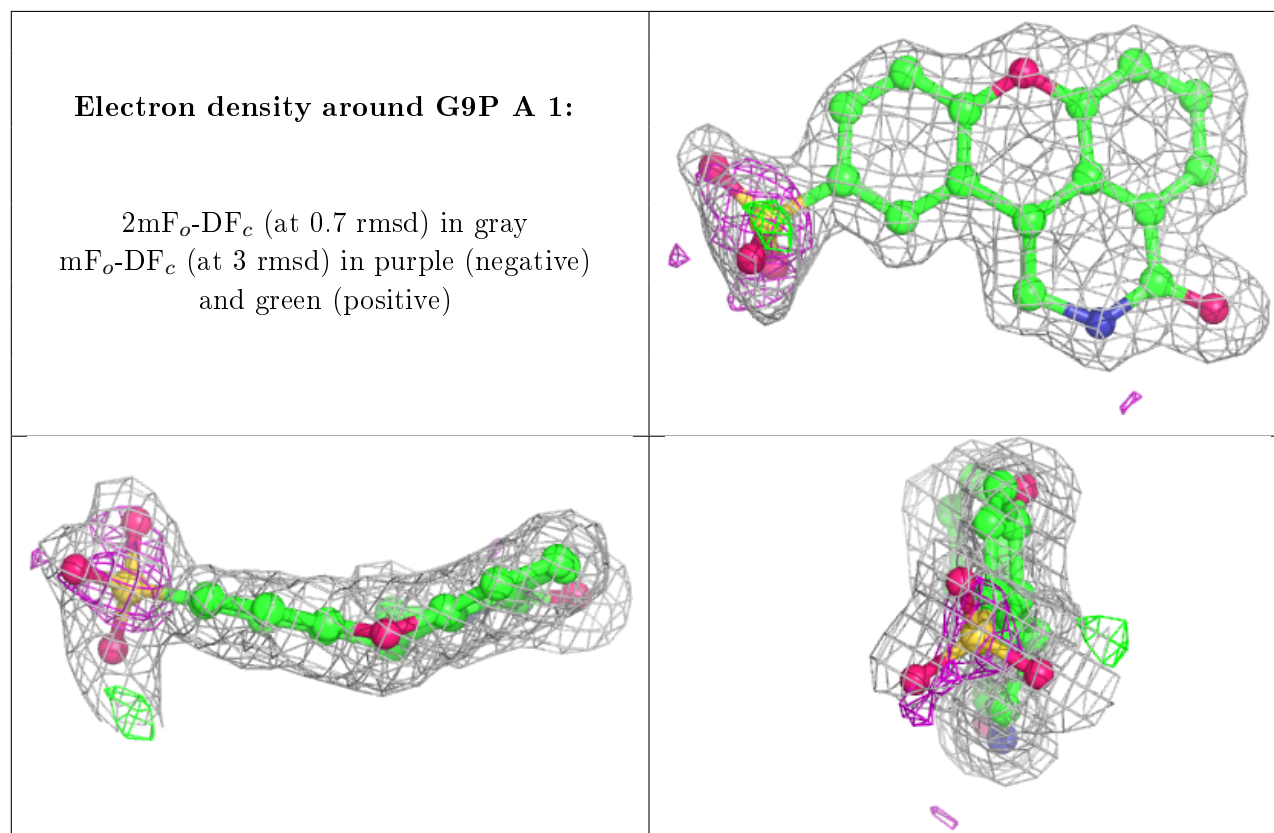 Electron density around G9P A 1:
2mFo-DFc (at 0.7 rmsd) in gray
mFo-DFc (at 3 rmsd) in purple (negative)
and green (positive)